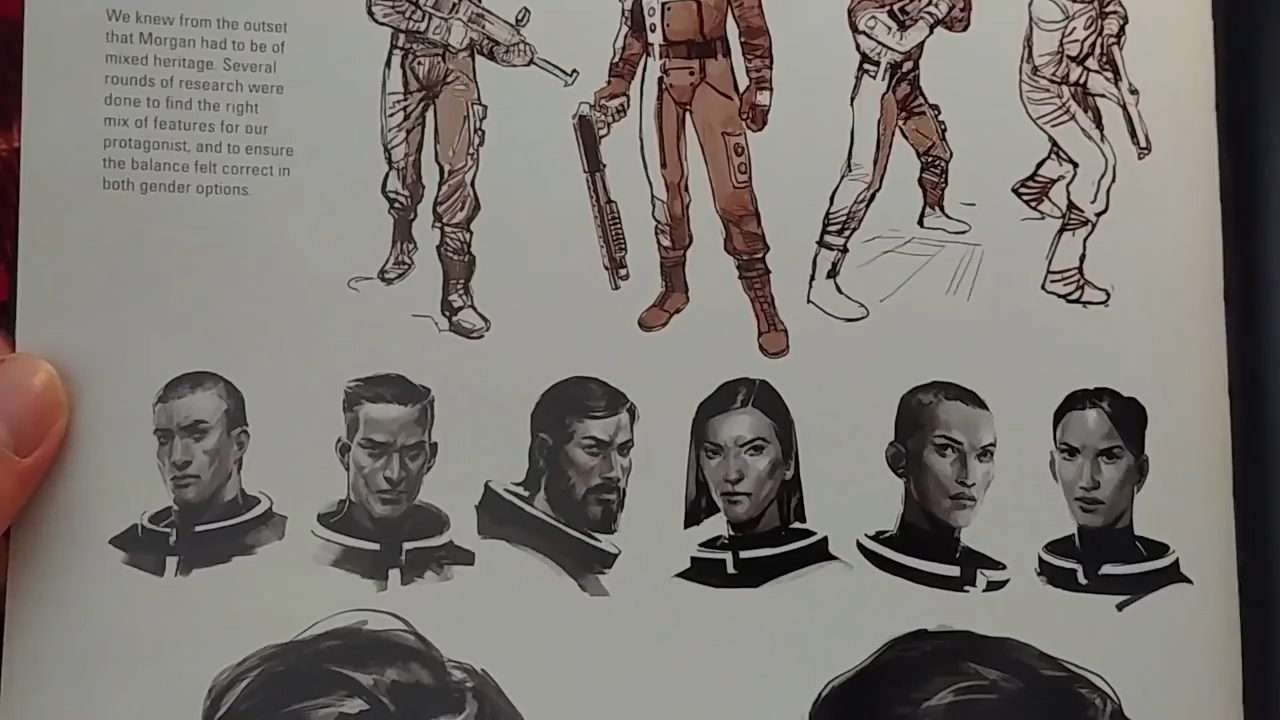 We knew from the outset
that Morgan had to be of
mixed heritage. Several
rounds of research were
done to find the right
mix of features for our
protagonist, and to ensure
the balance felt correct in
both gender options.